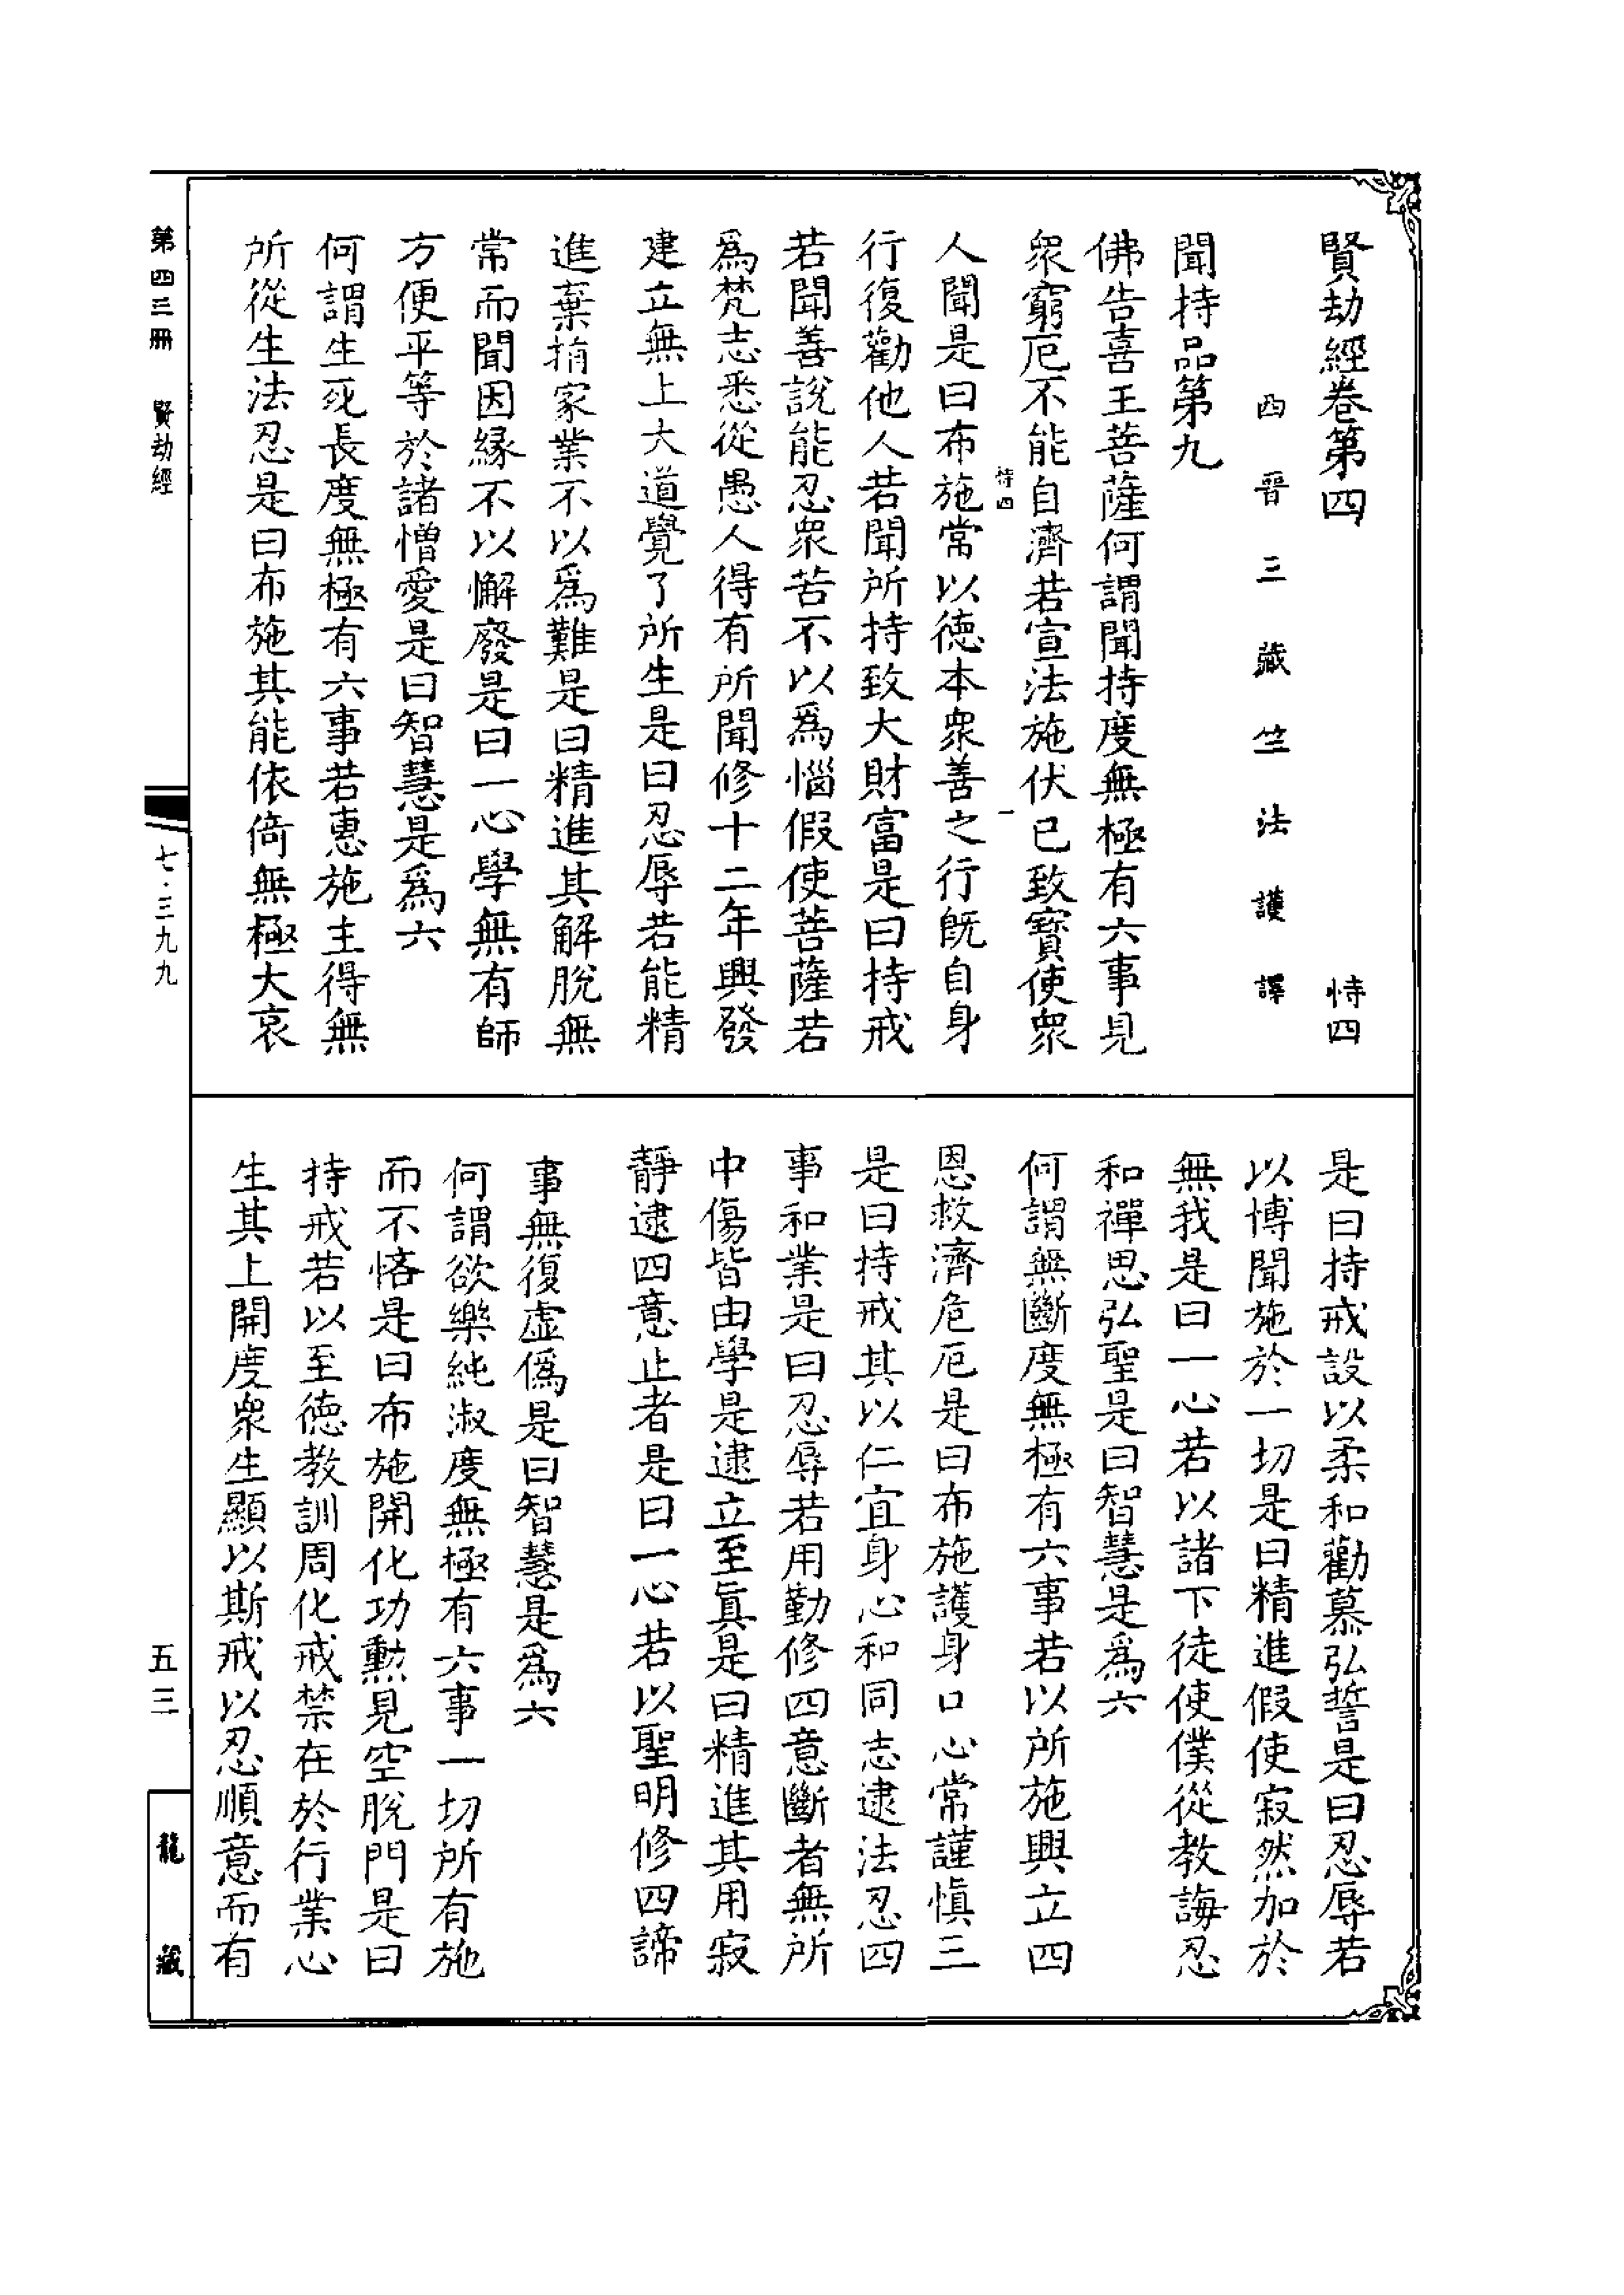 賢劫經卷第四　恃四
西晉三藏竺法護譯
聞持品第九
佛告喜王菩薩何謂聞持度無極有六事見
衆窮厄不能自濟若宣法施伏已致寶使衆
恃四　一
人聞是曰布施常以德本衆善之行旣自身
行復勸他人若聞所持致大財富是曰持戒
若聞善說能忍衆苦不以爲惱假使菩薩若
爲梵志悉從愚人得有所聞修十二年興發
建立無上大道覺了所生是曰忍辱若能精
進棄捐家業不以爲難是曰精進其解脫無
常而聞因緣不以懈廢是曰一心學無有師
方便平等於諸憎愛是曰智慧是爲六
何謂生死長度無極有六事若惠施主得無
所從生法忍是曰布施其能依倚無極大哀
是曰持戒設以柔和勸慕弘誓是曰忍辱若
以博聞施於一切是曰精進假使寂然加於
無我是曰一心若以諸下徒使僕從教誨忍
和禪思弘聖是曰智慧是爲六
何謂無斷度無極有六事若以所施興立四
恩救濟危厄是曰布施護身口心常謹慎三
是曰持戒其以仁宜身心和同志逮法忍四
事和業是曰忍辱若用勤修四意斷者無所
中傷皆由學是逮立至眞是曰精進其用寂
靜逮四意止者是曰一心若以聖明修四諦
事無復虛僞是曰智慧是爲六
何謂欲樂純淑度無極有六事一切所有施
而不悋是曰布施開化功勲見空脫門是曰
持戒若以至德教訓周化戒禁在於行業心
生其上開度衆生顯以斯戒以忍順意而有
第四三冊　賢劫經
七·三九九
五三
龍藏